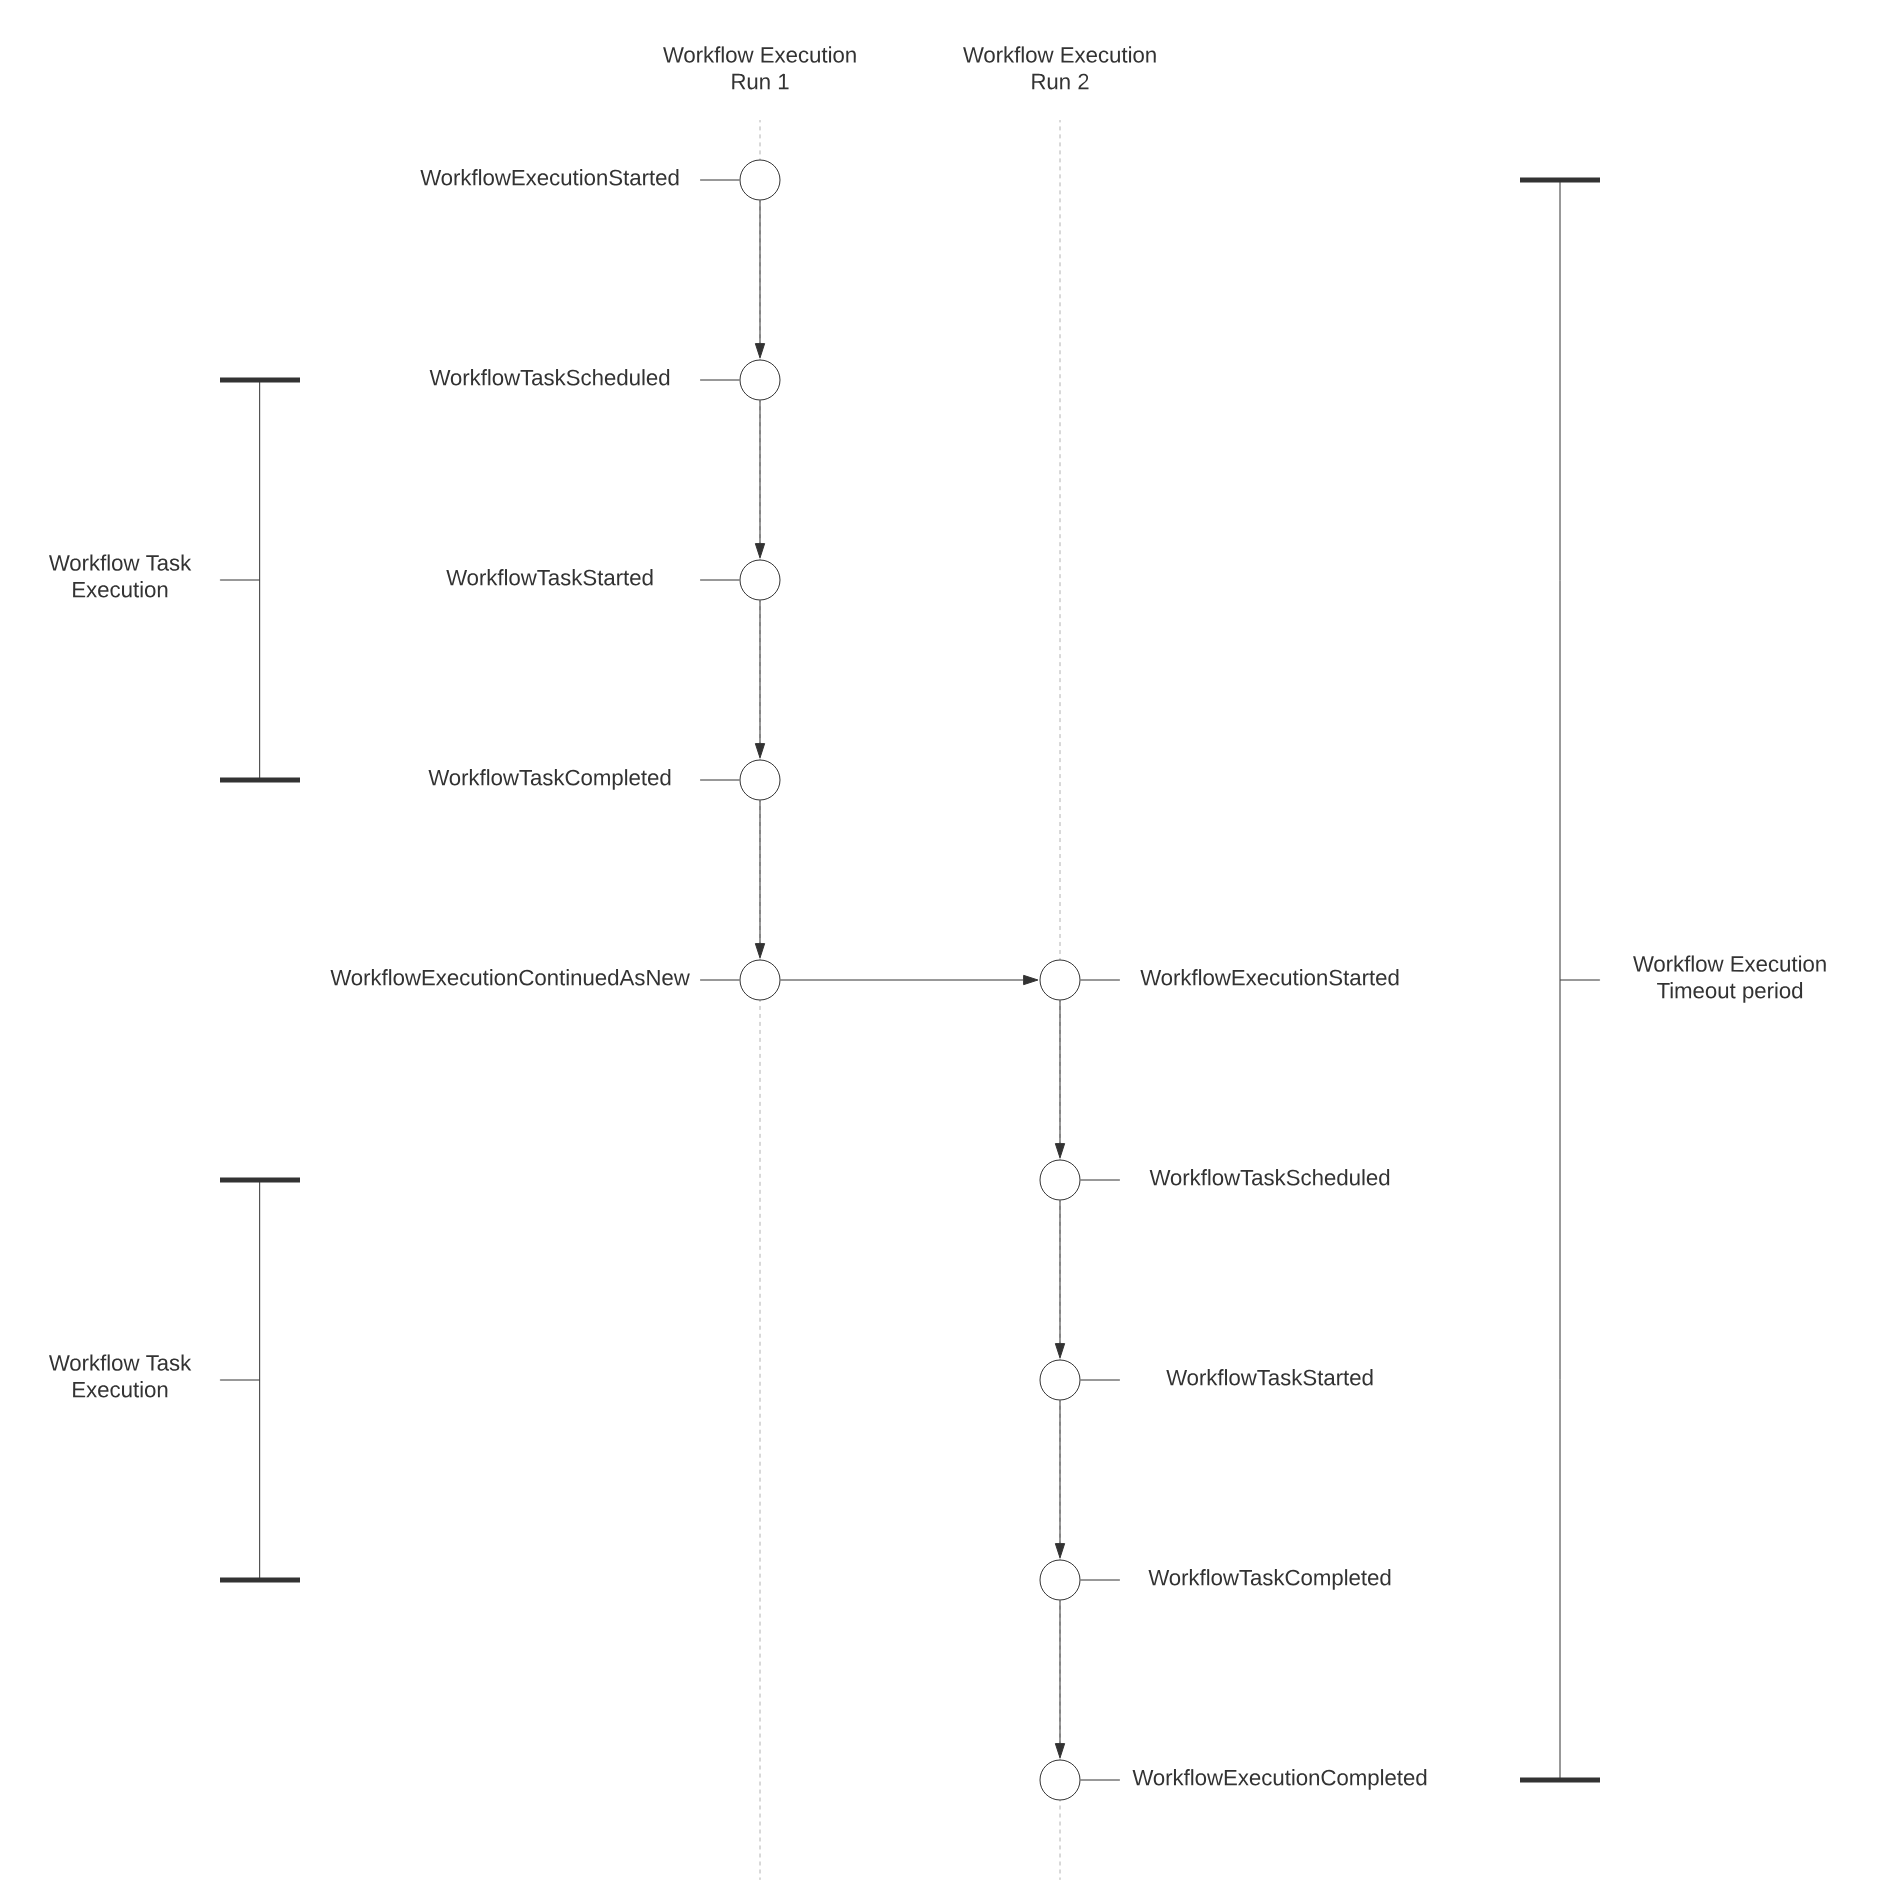 Workflow Execution
Run 1
Workflow Execution
Run 2
WorkflowExecutionStarted
WorkflowTaskScheduled
Workflow Task
Execution
WorkflowTaskStarted
WorkflowTaskCompleted
WorkflowExecutionContinuedAsNew
WorkflowExecutionStarted
Workflow Execution
Timeout period
WorkflowTaskScheduled
Workflow Task
Execution
WorkflowTaskStarted
WorkflowTaskCompleted
WorkflowExecutionCompleted